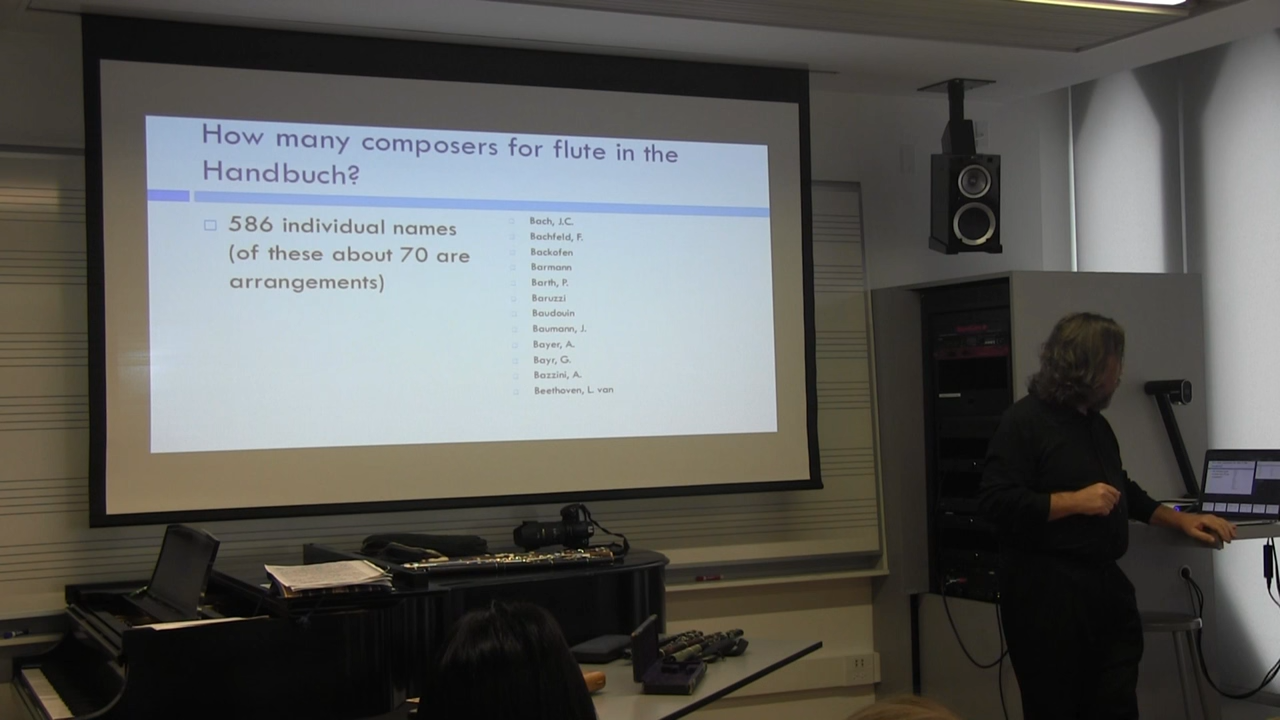 How many composers for flute in the
Handbuch?
586 individual names
(of these about 70 are
arrangements)
Bach, J.C.
Bachfeld, F.
Backofen
Barmann
Barth, P.
Baruzzi
Baudouin
Baumann, J.
Bayer, A.
Bayr, G.
Bazzini, A.
Beethoven, L. van